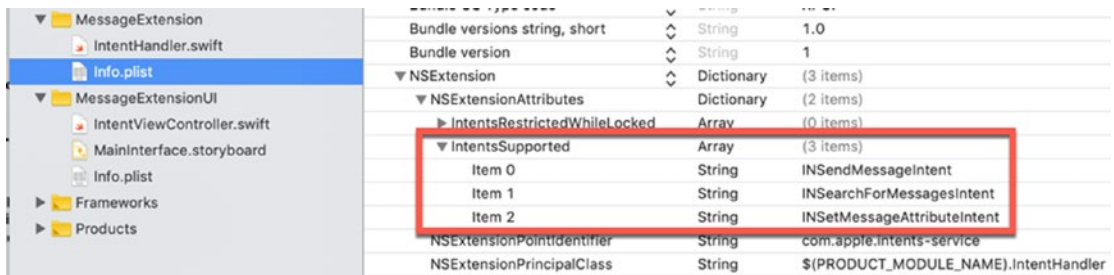 MessageExtension
IntentHandler.swift
Info.plist
MessageExtensionUI
IntentViewController.swift
MainInterface.storyboard
Info.plist
Frameworks
Products
Bundle versions string, short String 1.0
Bundle version String 1
NSExtension Dictionary (3 items)
NSExtensionAttributes Dictionary (2 items)
IntentsRestrictedWhileLocked Array (0 items)
IntentsSupported Array (3 items)
Item 0 String INSendMessageIntent
Item 1 String INSearchForMessagesIntent
Item 2 String INSetMessageAttributeIntent
NSExtensionPointIdentifier String com.apple.intents-service
NSExtensionPrincipalClass String $(PRODUCT_MODULE_NAME).IntentHandler